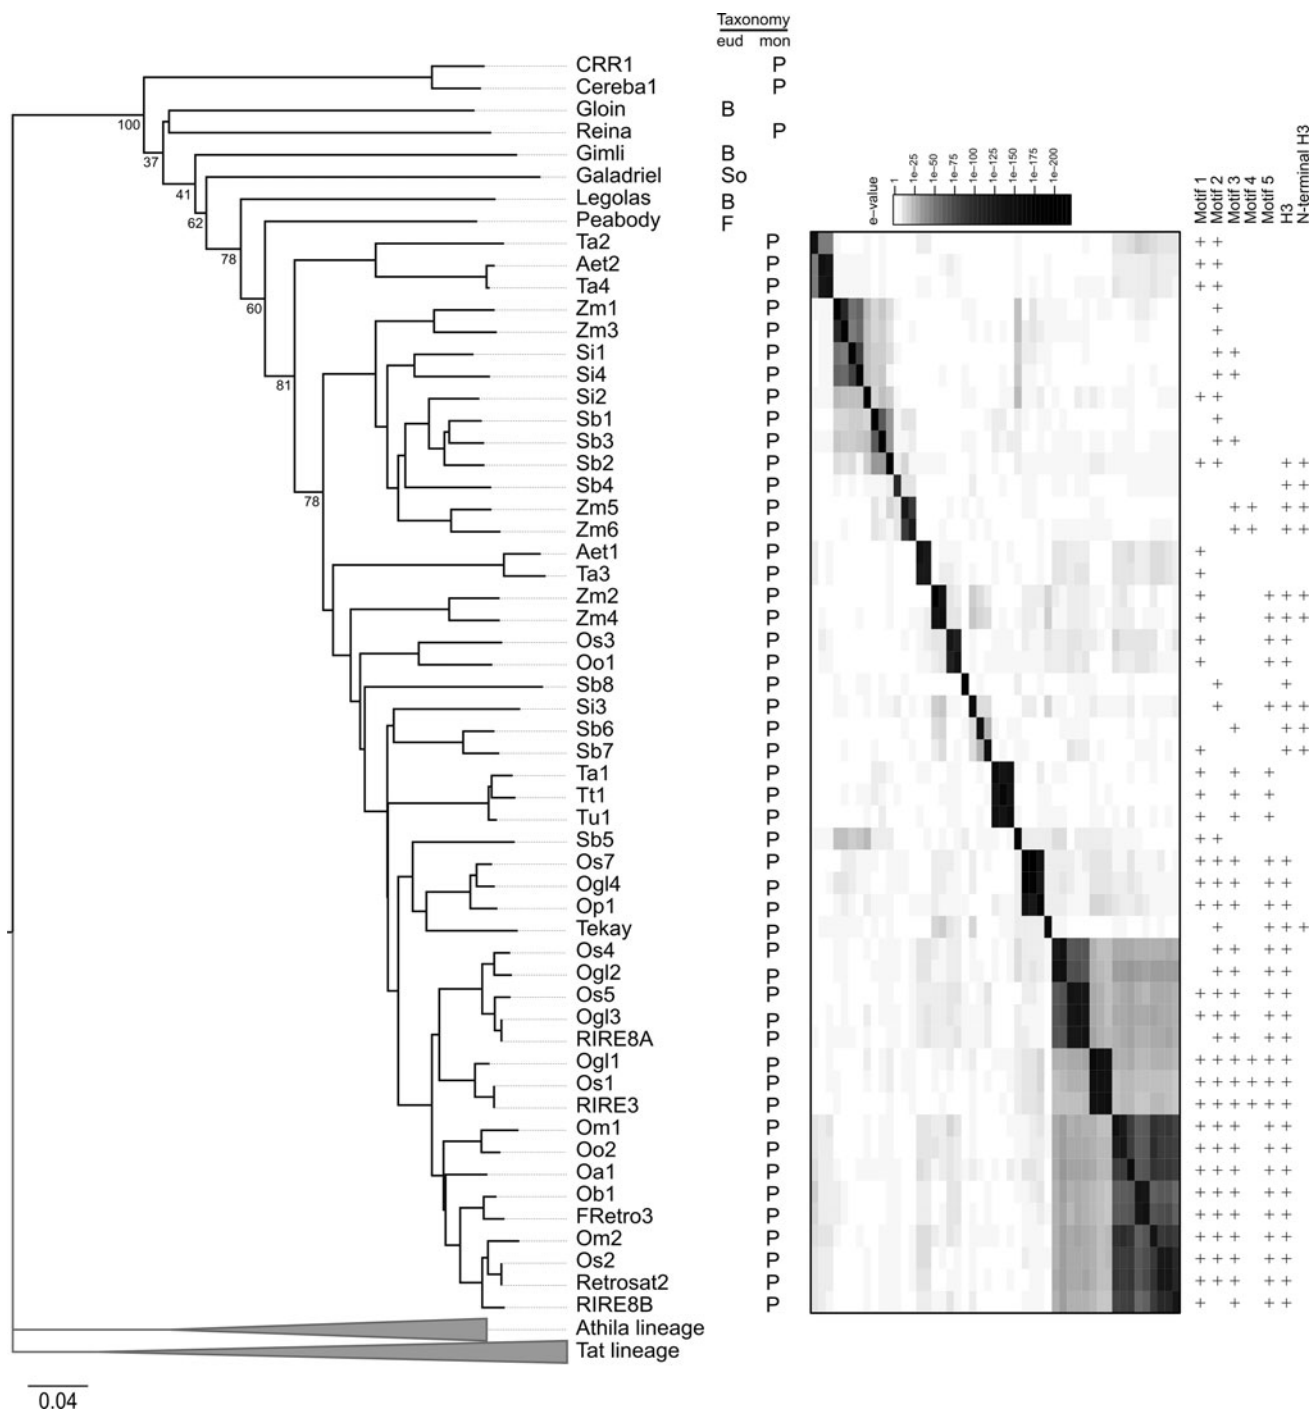 Taxonomy
eud mon
CRR1 P
Cereba1 P
Gloin B
Reina P
Gimli B
Galadriel So
Legolas B
Peabody F
100
37
41
62
78
60
81
78
e-value
1
1e-25
1e-50
1e-75
1e-100
1e-125
1e-150
1e-175
1e-200
Motif 1
Motif 2
Motif 3
Motif 4
Motif 5
H3
N-terminal H3
Ta2 P + +
Aet2 P + +
Ta4 P + +
Zm1 P +
Zm3 P +
Si1 P + +
Si4 P + +
Si2 P + +
Sb1 P +
Sb3 P + +
Sb2 P + + + +
Sb4 P + +
Zm5 P + + + +
Zm6 P + + + +
Aet1 P +
Ta3 P +
Zm2 P + + + +
Zm4 P + + + +
Os3 P + + +
Oo1 P + + +
Sb8 P + +
Si3 P + + + +
Sb6 P + + +
Sb7 P + + +
Ta1 P + + +
Tt1 P + + +
Tu1 P + + +
Sb5 P + +
Os7 P + + + + +
Ogl4 P + + + + +
Op1 P + + + + +
Tekay P + + + +
Os4 P + + + +
Ogl2 P + + + +
Os5 P + + + + +
Ogl3 P + + + + +
RIRE8A P + + + +
Ogl1 P + + + + + +
Os1 P + + + + + +
RIRE3 P + + + + + +
Om1 P + + + + +
Oo2 P + + + + +
Oa1 P + + + + +
Ob1 P + + + + +
FRetro3 P + + + + +
Om2 P + + + + +
Os2 P + + + + +
Retrosat2 P + + + + +
RIRE8B P + + + +
Athila lineage
Tat lineage
0.04